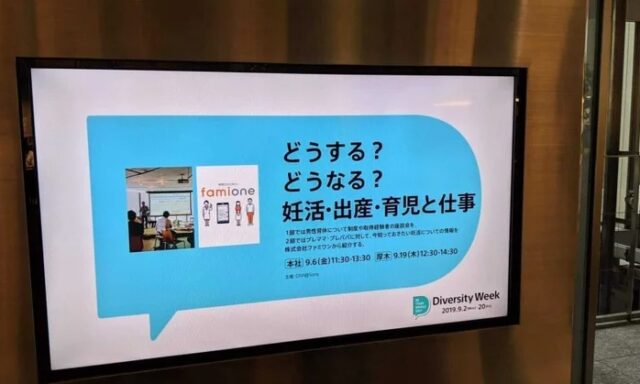 どうする?
どうなる?
妊活・出産・育児と仕事
famione
1部では男性育休について制度や取得経験者の座談会を、
2部ではプレママ・プレパパに対して、今知っておきたい妊活についての情報を
株式会社ファミワンから紹介する。
本社 9.6(金)11:30-13:30 厚木 9.19(木)12:30-14:30
Diversity Week
2019.9.2(Mon) 20(Fri)